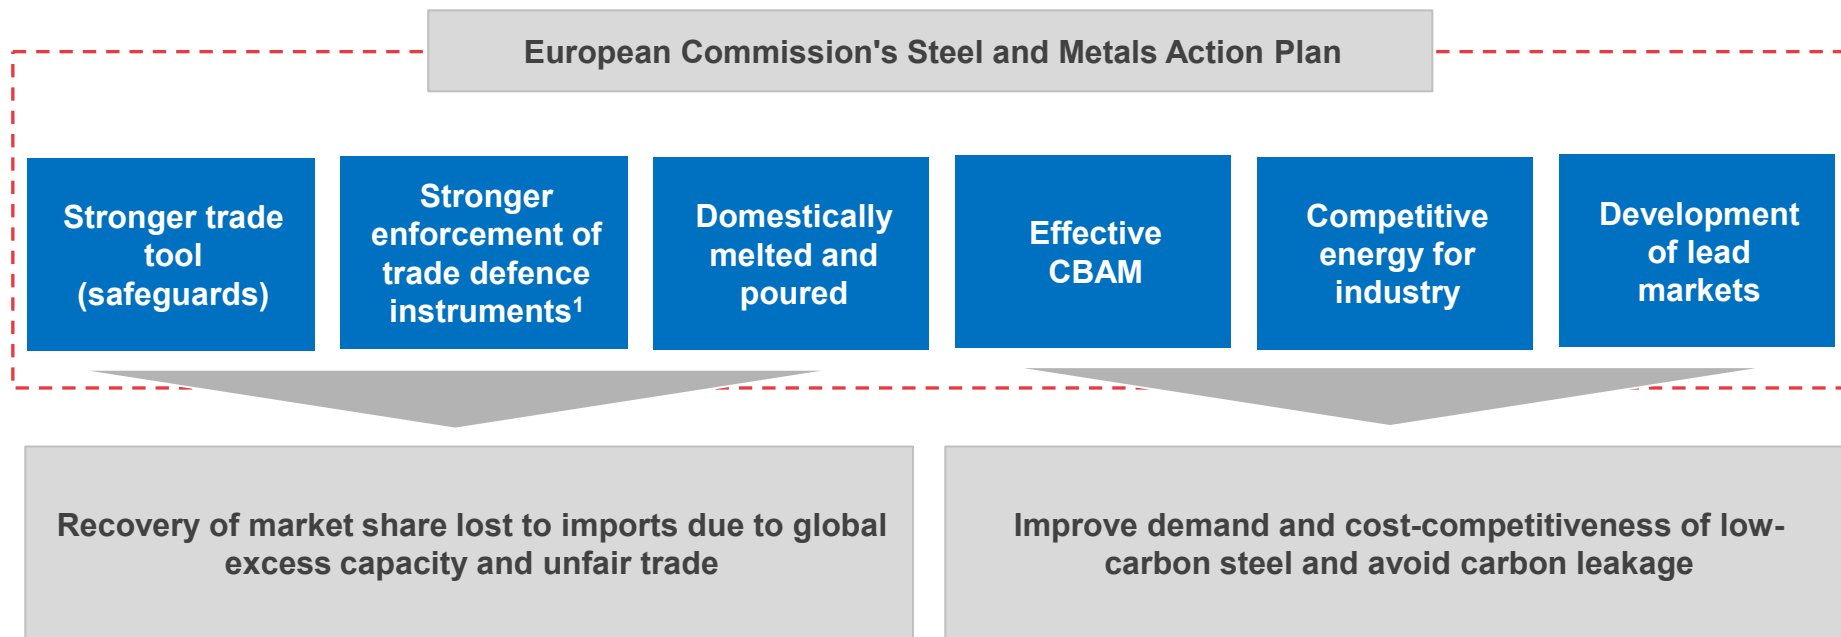 European Commission's Steel and Metals Action Plan
Stronger trade
tool
(safeguards)
Stronger
enforcement of
trade defence
instruments¹
Domestically
melted and
poured
Effective
CBAM
Competitive
energy for
industry
Development
of lead
markets
Recovery of market share lost to imports due to global
excess capacity and unfair trade
Improve demand and cost-competitiveness of low-
carbon steel and avoid carbon leakage